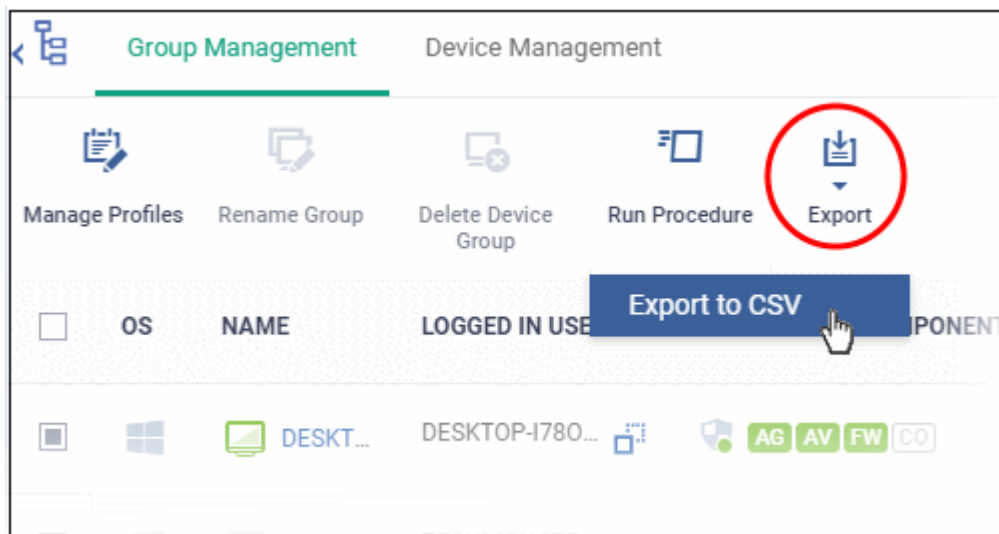 Group Management Device Management
Manage Profiles Rename Group Delete Device Group Run Procedure Export
Export to CSV
OS NAME LOGGED IN USE PONENT
DESKT... DESKTOP-I78O... AG AV FW CO